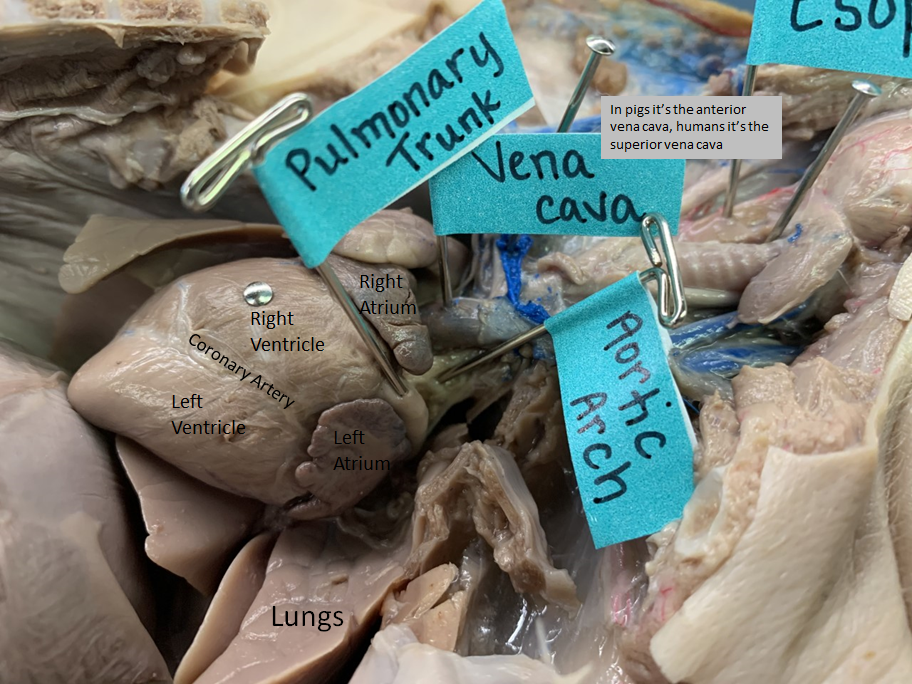 Esop
Pulmonary
Trunk
In pigs it's the anterior
vena cava, humans it's the
superior vena cava
Vena
cava
Right
Atrium
Right
Ventricle
Coronary Artery
Aortic
Arch
Left
Ventricle
Left
Atrium
Lungs